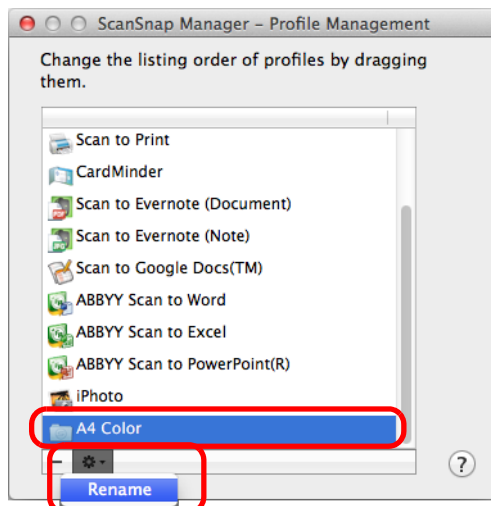 ScanSnap Manager – Profile Management
Change the listing order of profiles by dragging
them.
Scan to Print
CardMinder
Scan to Evernote (Document)
Scan to Evernote (Note)
Scan to Google Docs(TM)
ABBYY Scan to Word
ABBYY Scan to Excel
ABBYY Scan to PowerPoint(R)
iPhoto
A4 Color
?
Rename